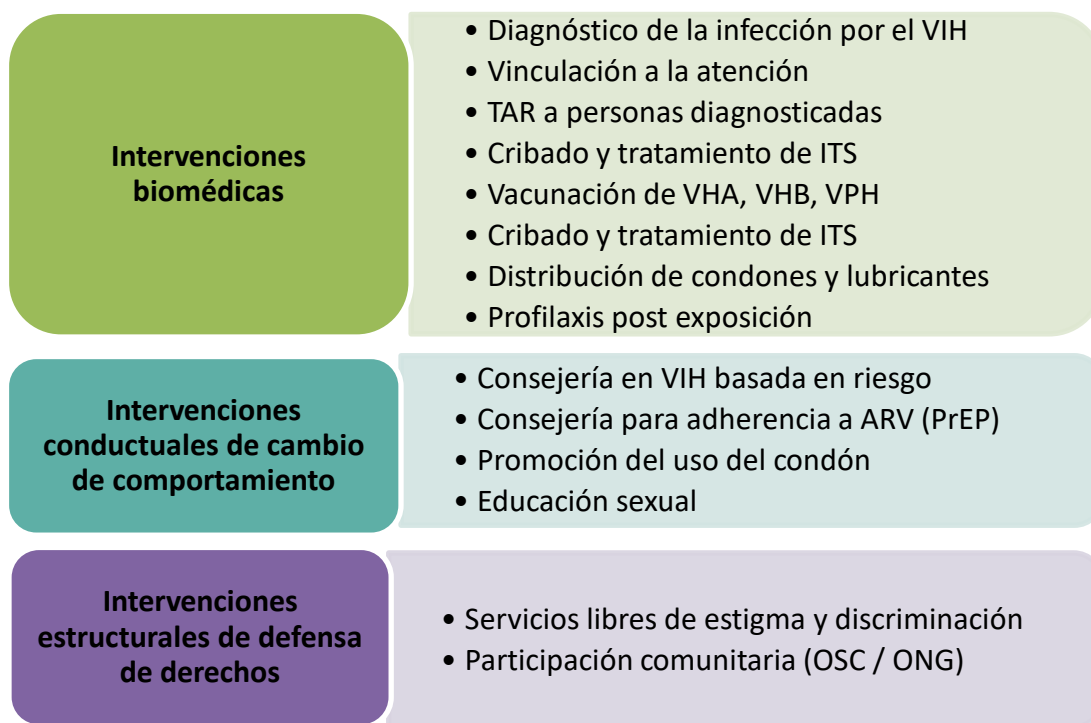 Intervenciones
biomédicas
• Diagnóstico de la infección por el VIH
• Vinculación a la atención
• TAR a personas diagnosticadas
• Cribado y tratamiento de ITS
• Vacunación de VHA, VHB, VPH
• Cribado y tratamiento de ITS
• Distribución de condones y lubricantes
• Profilaxis post exposición
Intervenciones
conductuales de cambio
de comportamiento
• Consejería en VIH basada en riesgo
• Consejería para adherencia a ARV (PrEP)
• Promoción del uso del condón
• Educación sexual
Intervenciones
estructurales de defensa
de derechos
• Servicios libres de estigma y discriminación
• Participación comunitaria (OSC / ONG)